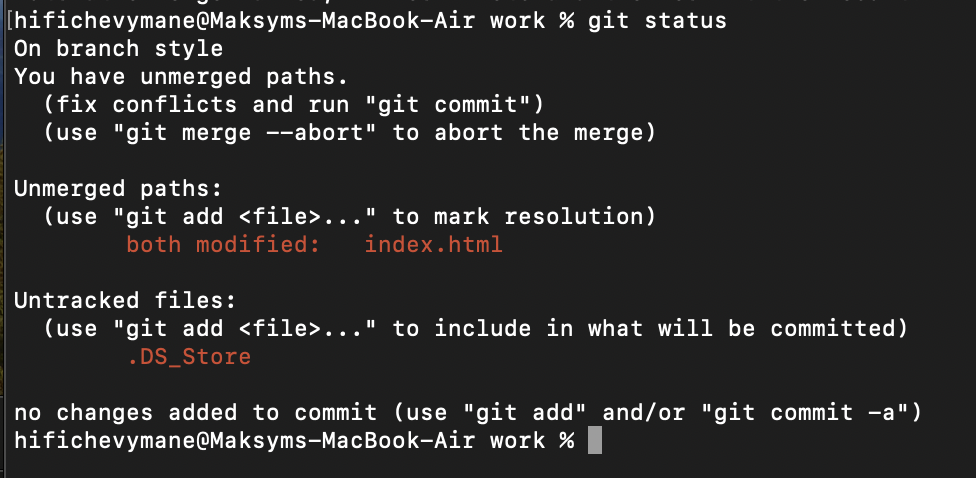 [hifichevymane@Maksyms-MacBook-Air work % git status
On branch style
You have unmerged paths.
  (fix conflicts and run "git commit")
  (use "git merge --abort" to abort the merge)

Unmerged paths:
  (use "git add <file>..." to mark resolution)
        both modified:   index.html

Untracked files:
  (use "git add <file>..." to include in what will be committed)
        .DS_Store

no changes added to commit (use "git add" and/or "git commit -a")
hifichevymane@Maksyms-MacBook-Air work %